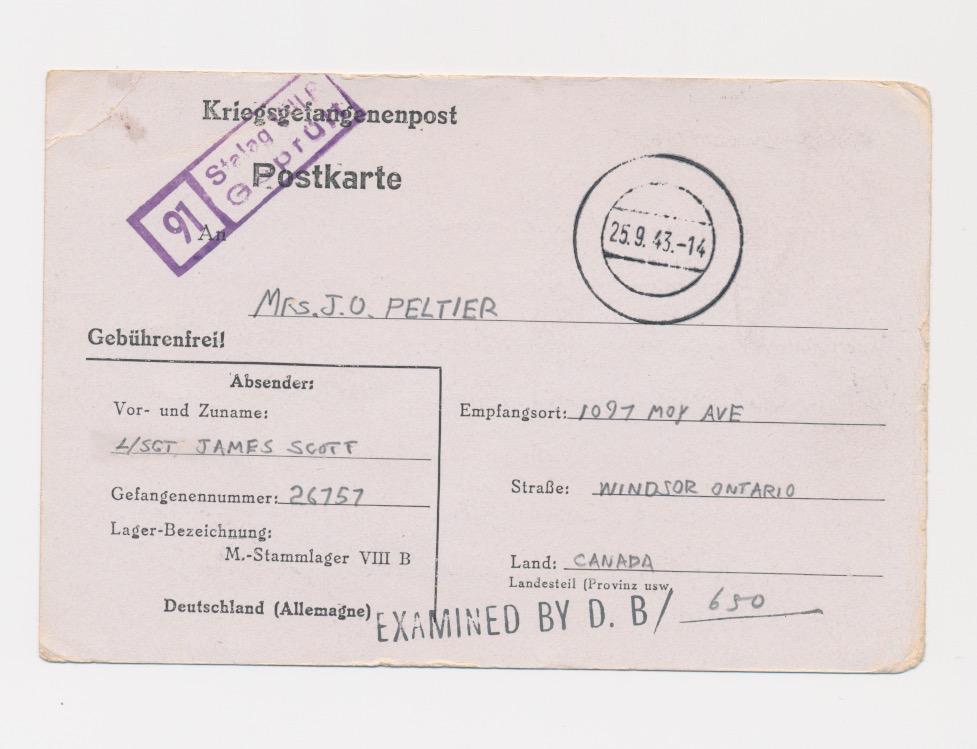 Kriegsgefangenenpost
Stalag VIII B
Geprüft
91
Postkarte
An
25.9.43.-14
MRS. J. O. PELTIER
Gebührenfrei!
Absender:
Vor- und Zuname:
L/SGT JAMES SCOTT
Gefangenennummer: 26757
Lager-Bezeichnung:
M.-Stammlager VIII B
Deutschland (Allemagne)
Empfangsort: 1097 MOY AVE
Straße: WINDSOR ONTARIO
Land: CANADA
Landesteil (Provinz usw.
EXAMINED BY D. B/ 650